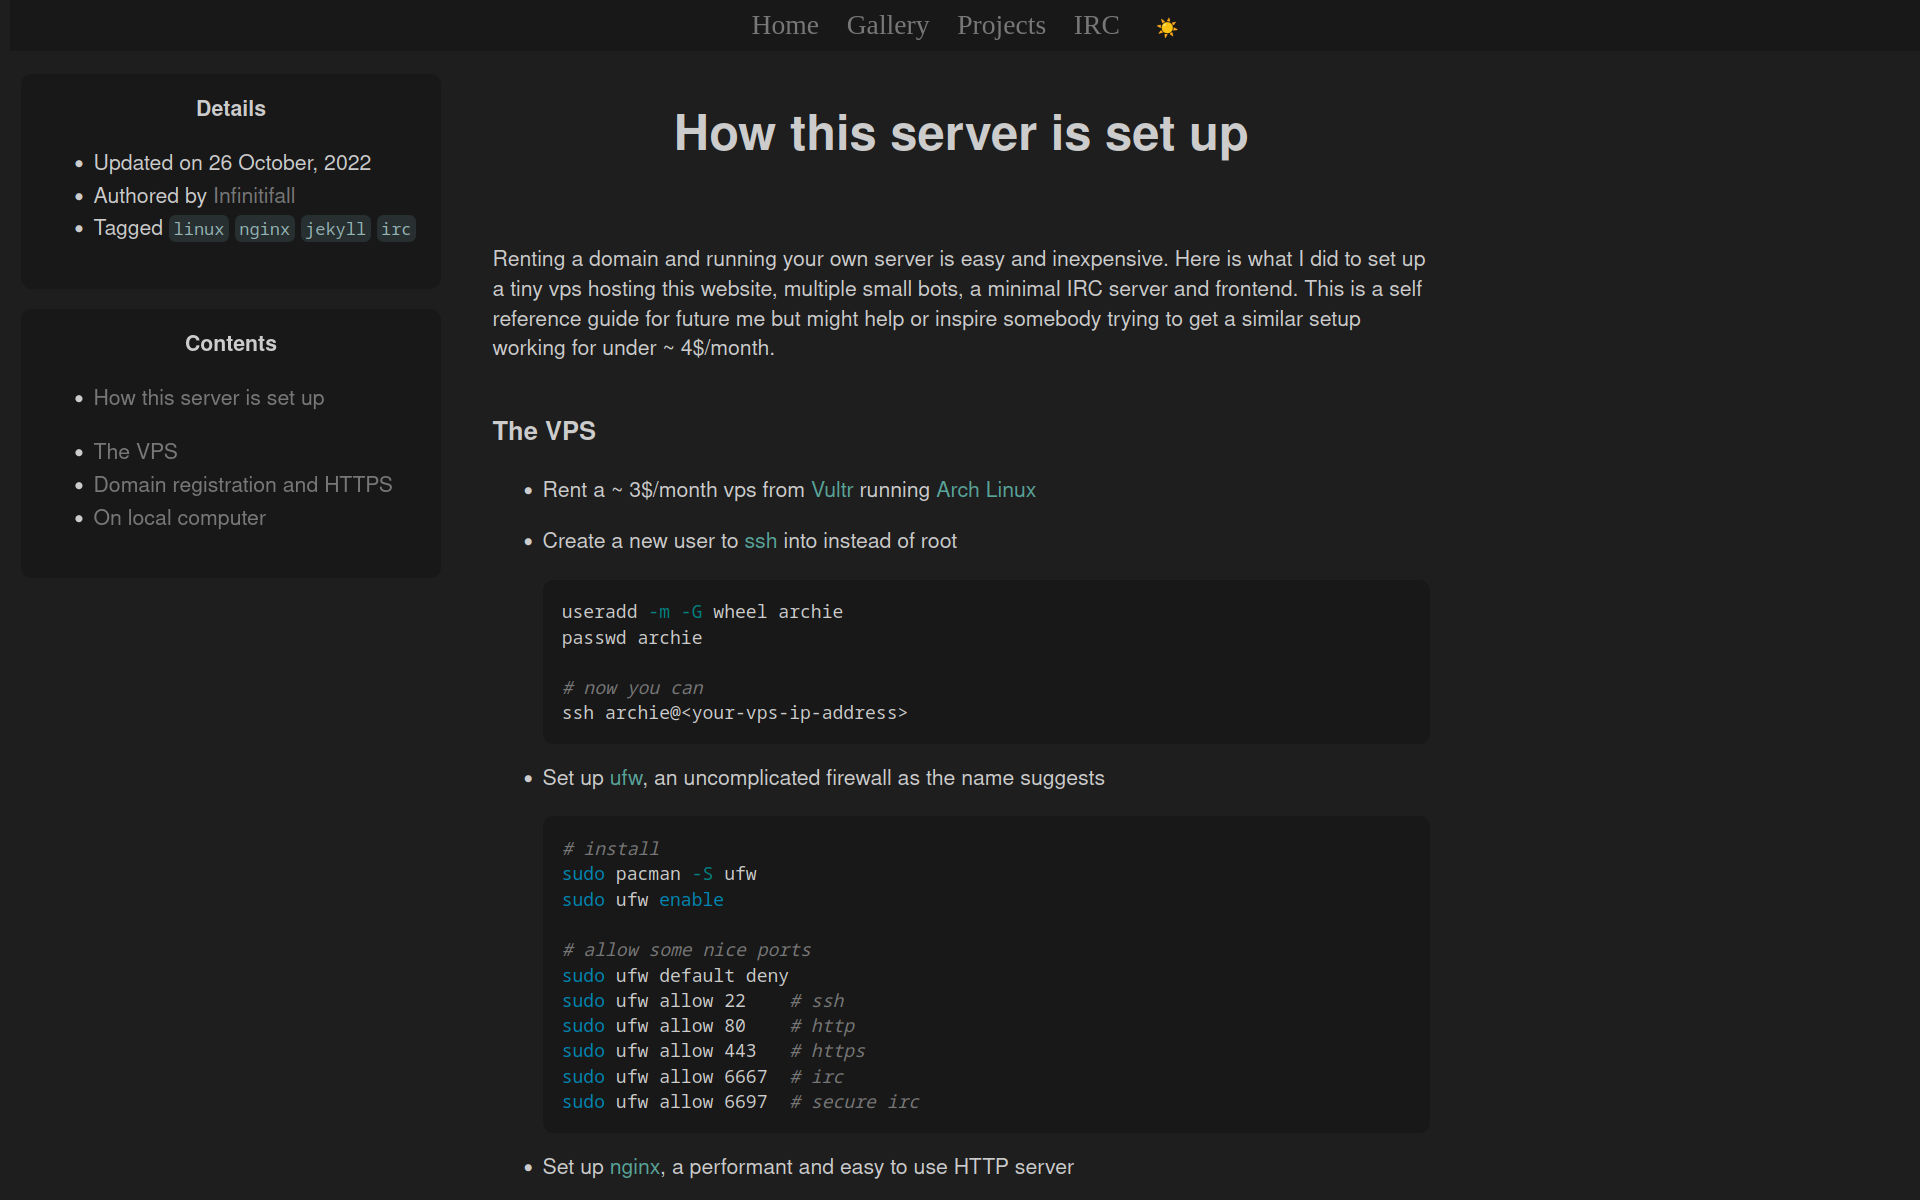 Home Gallery Projects IRC
Details
Updated on 26 October, 2022
Authored by Infinitifall
Tagged linux nginx jekyll irc
Contents
How this server is set up
The VPS
Domain registration and HTTPS
On local computer
How this server is set up
Renting a domain and running your own server is easy and inexpensive. Here is what I did to set up
a tiny vps hosting this website, multiple small bots, a minimal IRC server and frontend. This is a self
reference guide for future me but might help or inspire somebody trying to get a similar setup
working for under ~ 4$/month.
The VPS
Rent a ~ 3$/month vps from Vultr running Arch Linux
Create a new user to ssh into instead of root
useradd -m -G wheel archie
passwd archie
# now you can
ssh archie@<your-vps-ip-address>
Set up ufw, an uncomplicated firewall as the name suggests
# install
sudo pacman -S ufw
sudo ufw enable
# allow some nice ports
sudo ufw default deny
sudo ufw allow 22    # ssh
sudo ufw allow 80    # http
sudo ufw allow 443   # https
sudo ufw allow 6667  # irc
sudo ufw allow 6697  # secure irc
Set up nginx, a performant and easy to use HTTP server